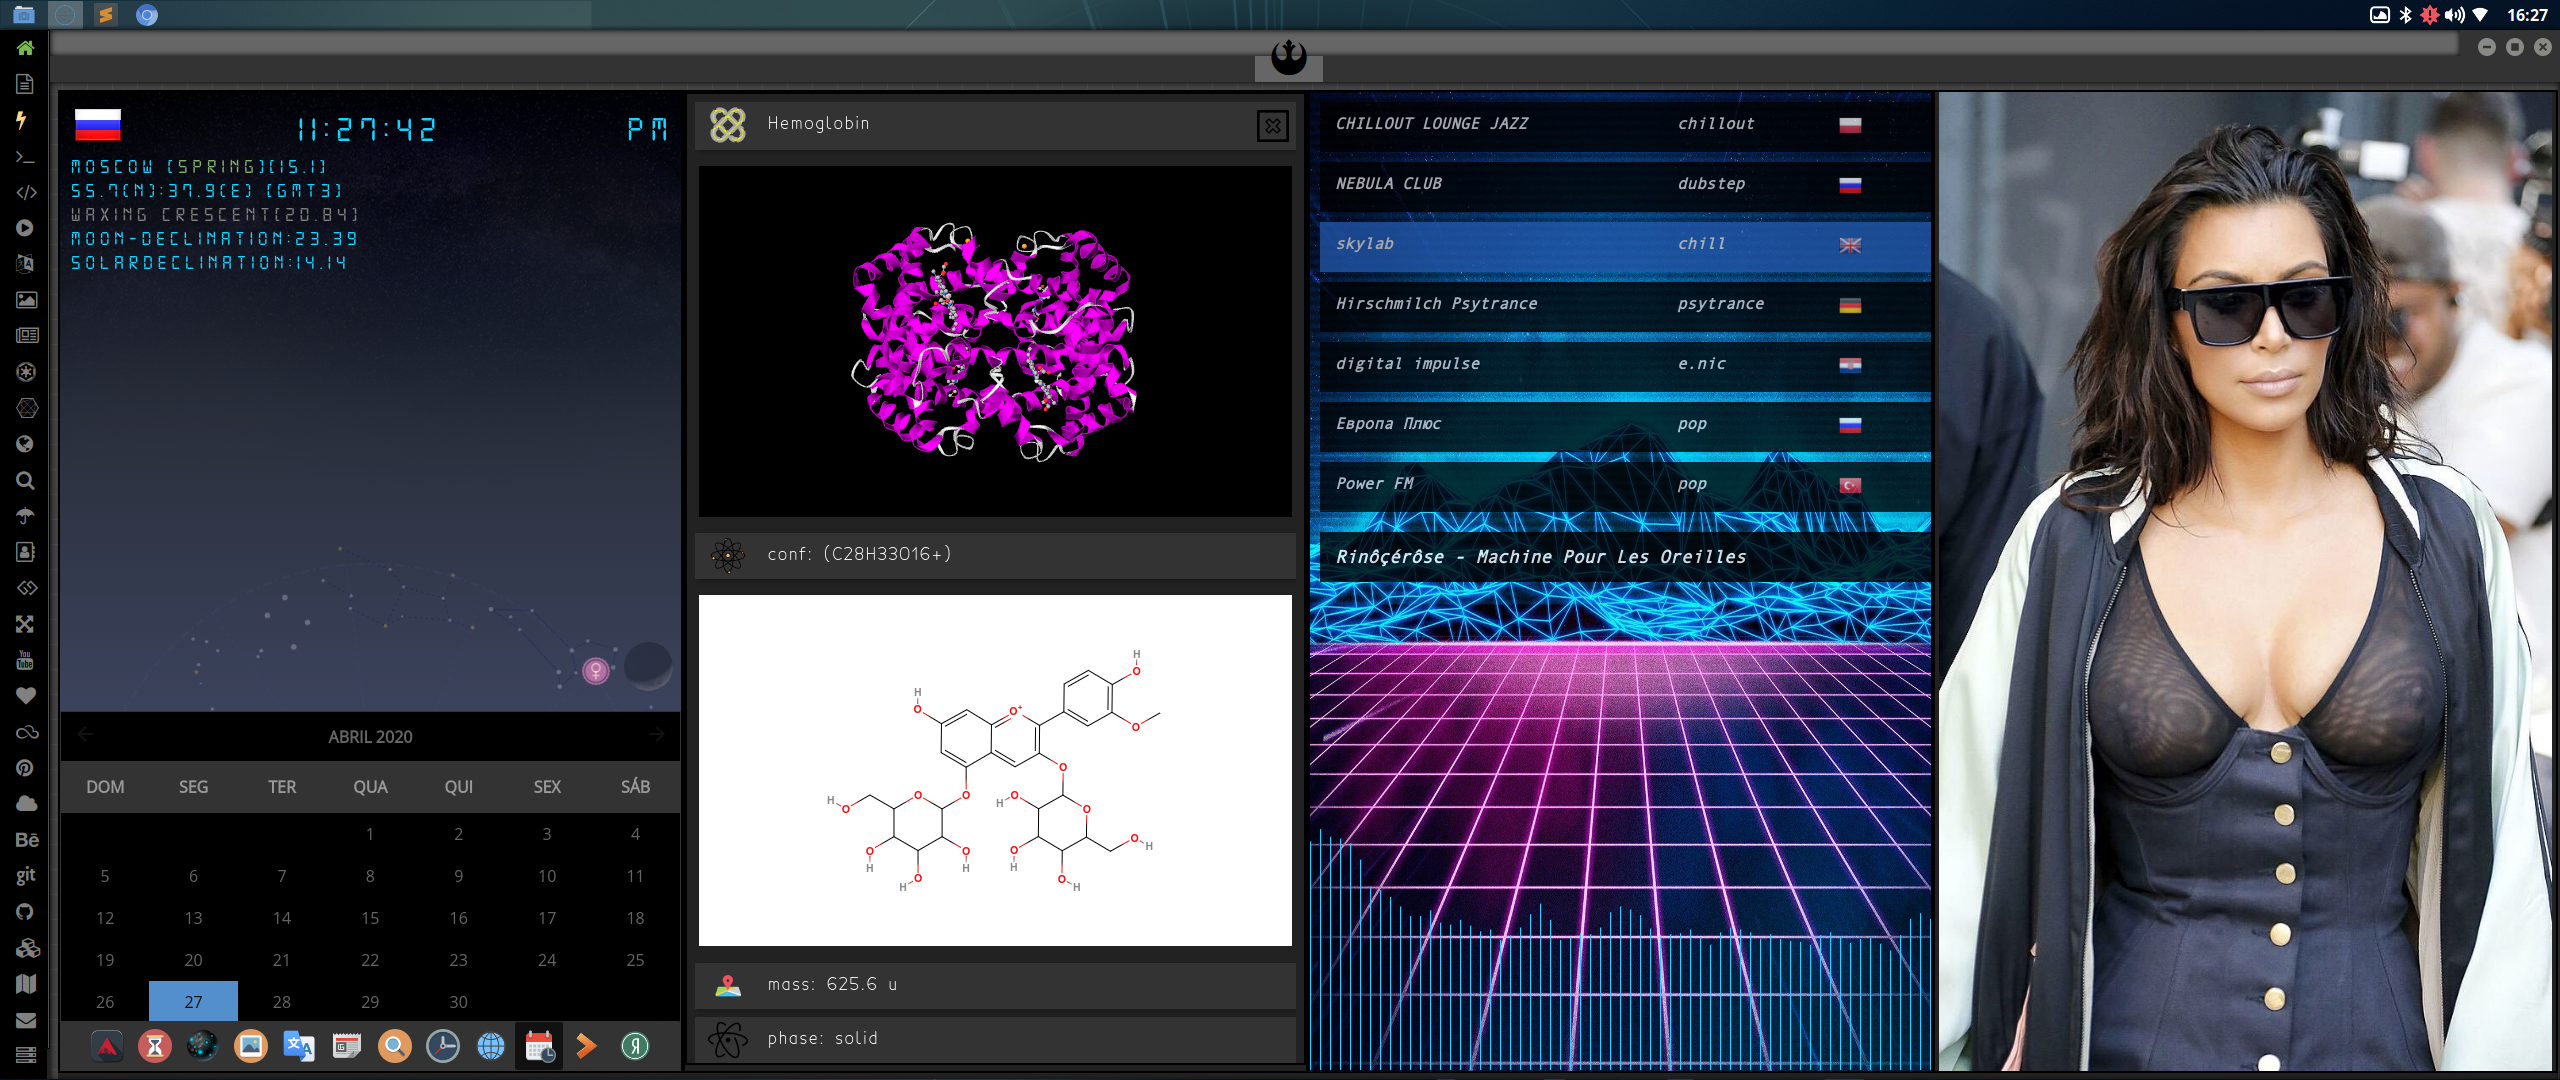 16:27
11:27:42 PM
MOSCOW [SPRING][15.1]
55.7(N):37.9(E) [GMT3]
WAXING CRESCENT[20.84]
MOON-DECLINATION:23.39
SOLARDECLINATION:14.14
ABRIL 2020
DOM SEG TER QUA QUI SEX SÁB
1 2 3 4
5 6 7 8 9 10 11
12 13 14 15 16 17 18
19 20 21 22 23 24 25
26 27 28 29 30
Hemoglobin
conf: (C28H33O16+)
H
O
H
O
O+
O
O
O
H
O
O
O
H
O
H
O
H
O
H
H
O
O
O
H
O
H
O
H
mass: 625.6 u
phase: solid
CHILLOUT LOUNGE JAZZ chillout
NEBULA CLUB dubstep
skylab chill
Hirschmilch Psytrance psytrance
digital impulse e.nic
Европа Плюс pop
Power FM pop
Rinôçérôse - Machine Pour Les Oreilles
You
Tube
Bē
git